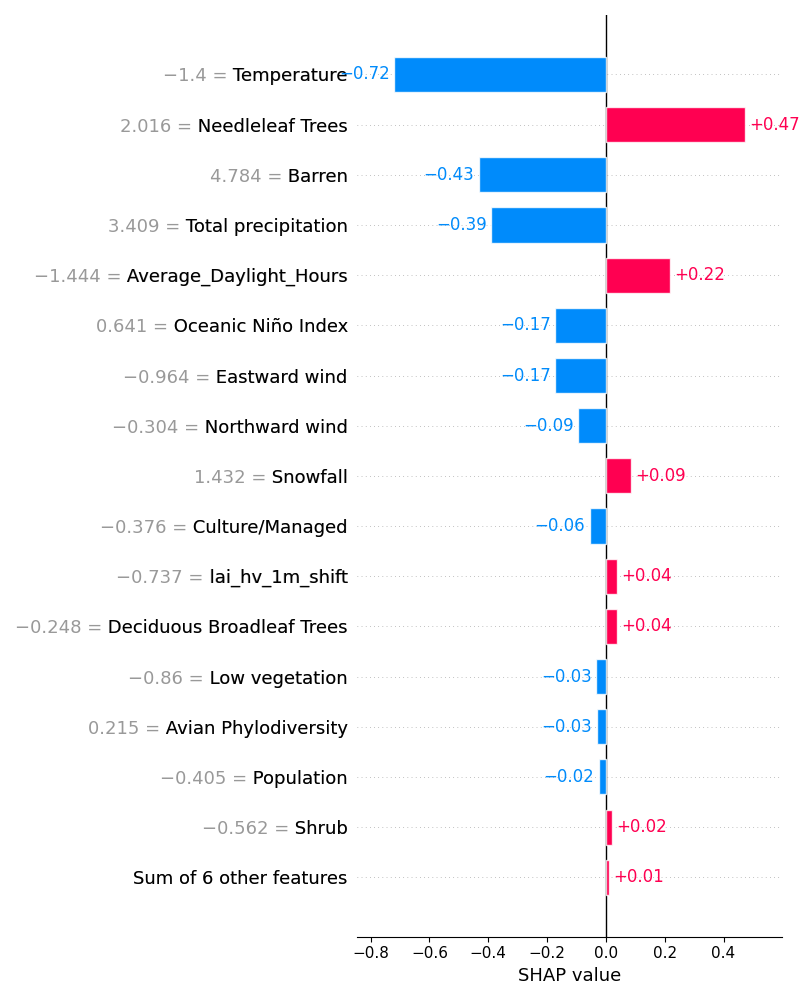 −1.4 = Temperature −0.72
2.016 = Needleleaf Trees +0.47
4.784 = Barren −0.43
3.409 = Total precipitation −0.39
−1.444 = Average_Daylight_Hours +0.22
0.641 = Oceanic Niño Index −0.17
−0.964 = Eastward wind −0.17
−0.304 = Northward wind −0.09
1.432 = Snowfall +0.09
−0.376 = Culture/Managed −0.06
−0.737 = lai_hv_1m_shift +0.04
−0.248 = Deciduous Broadleaf Trees +0.04
−0.86 = Low vegetation −0.03
0.215 = Avian Phylodiversity −0.03
−0.405 = Population −0.02
−0.562 = Shrub +0.02
Sum of 6 other features +0.01
−0.8 −0.6 −0.4 −0.2 0.0 0.2 0.4
SHAP value